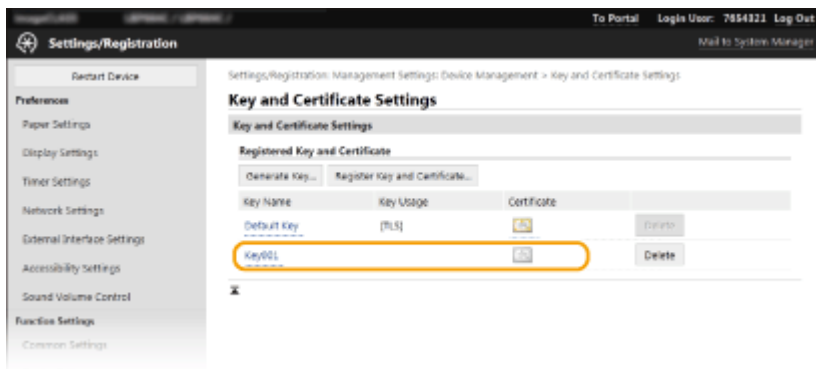 To Portal Login User: 7654321 Log Out
Settings/Registration
Mail to System Manager
Restart Device
Preferences
Paper Settings
Display Settings
Timer Settings
Network Settings
External Interface Settings
Accessibility Settings
Sound Volume Control
Function Settings
Common Settings
Settings/Registration: Management Settings: Device Management > Key and Certificate Settings
Key and Certificate Settings
Key and Certificate Settings
Registered Key and Certificate
Generate Key... Register Key and Certificate...
Key Name Key Usage Certificate
Default Key [TLS] Delete
Key001 Delete